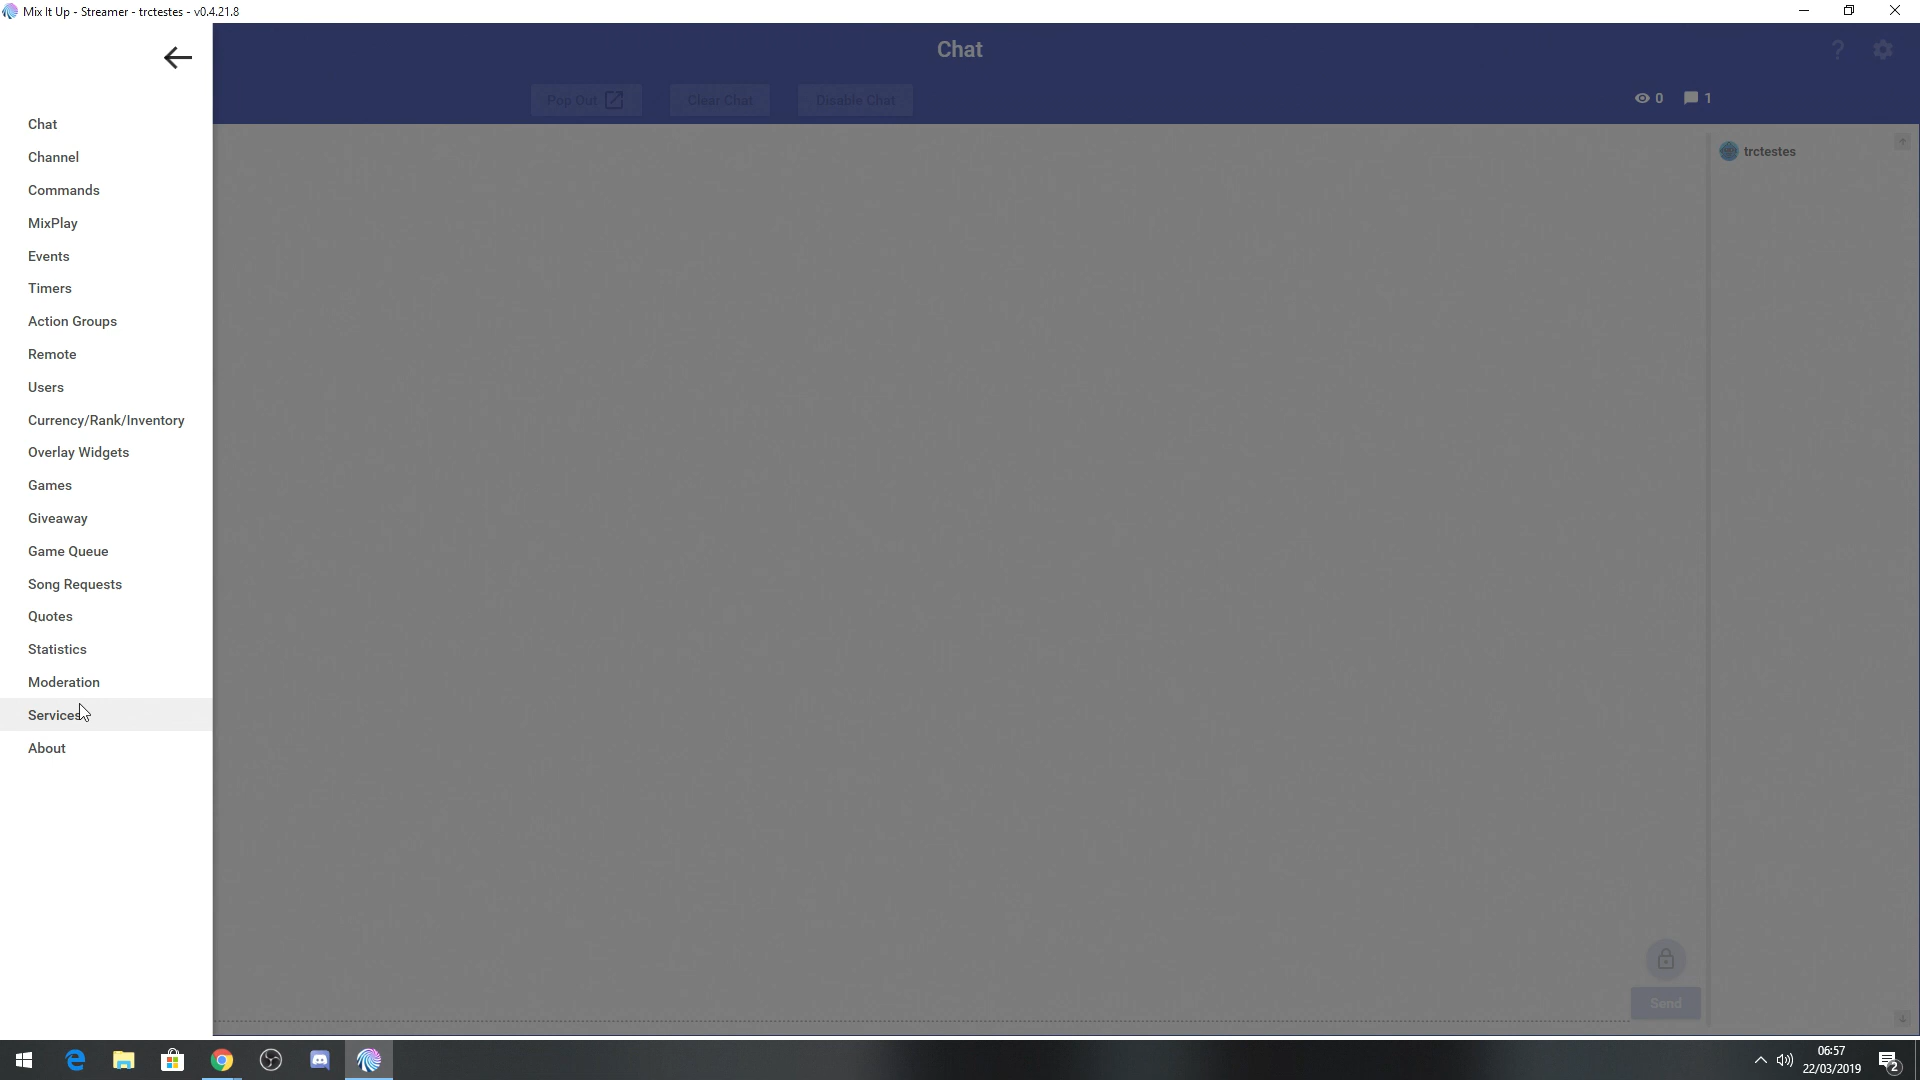 Mix It Up - Streamer - trctestes - v0.4.21.8
Chat
Pop Out
Clear Chat
Disable Chat
0
1
Chat
Channel
Commands
MixPlay
Events
Timers
Action Groups
Remote
Users
Currency/Rank/Inventory
Overlay Widgets
Games
Giveaway
Game Queue
Song Requests
Quotes
Statistics
Moderation
Services
About
trctestes
Send
06:57
22/03/2019
2